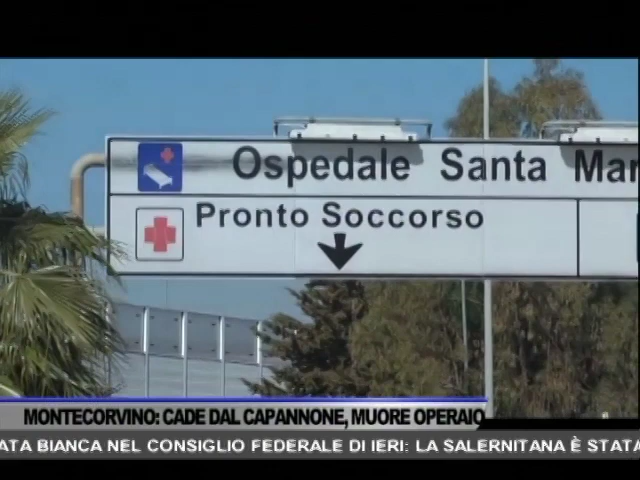 Ospedale Santa Mar
Pronto Soccorso
MONTECORVINO: CADE DAL CAPANNONE, MUORE OPERAIO
ATA BIANCA NEL CONSIGLIO FEDERALE DI IERI: LA SALERNITANA È STATA